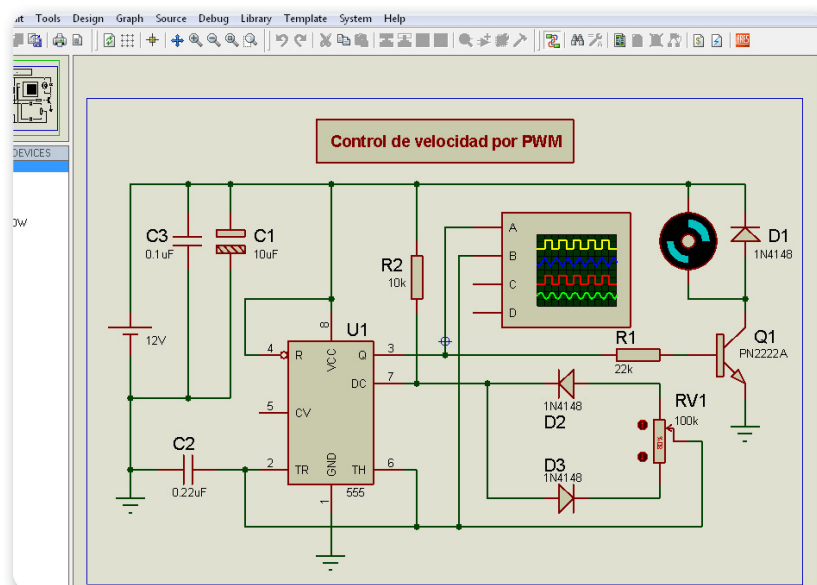 Tools Design Graph Source Debug Library Template System Help
DEVICES
Control de velocidad por PWM
C3
0.1uF
C1
10uF
R2
10k
A
B
C
D
D1
1N4148
12V
U1
8
VCC
4
R
Q
3
R1
22k
Q1
PN2222A
DC
7
5
CV
1N4148
D2
RV1
100k
80%
C2
0.22uF
2
TR
GND
TH
6
D3
1N4148
1
555